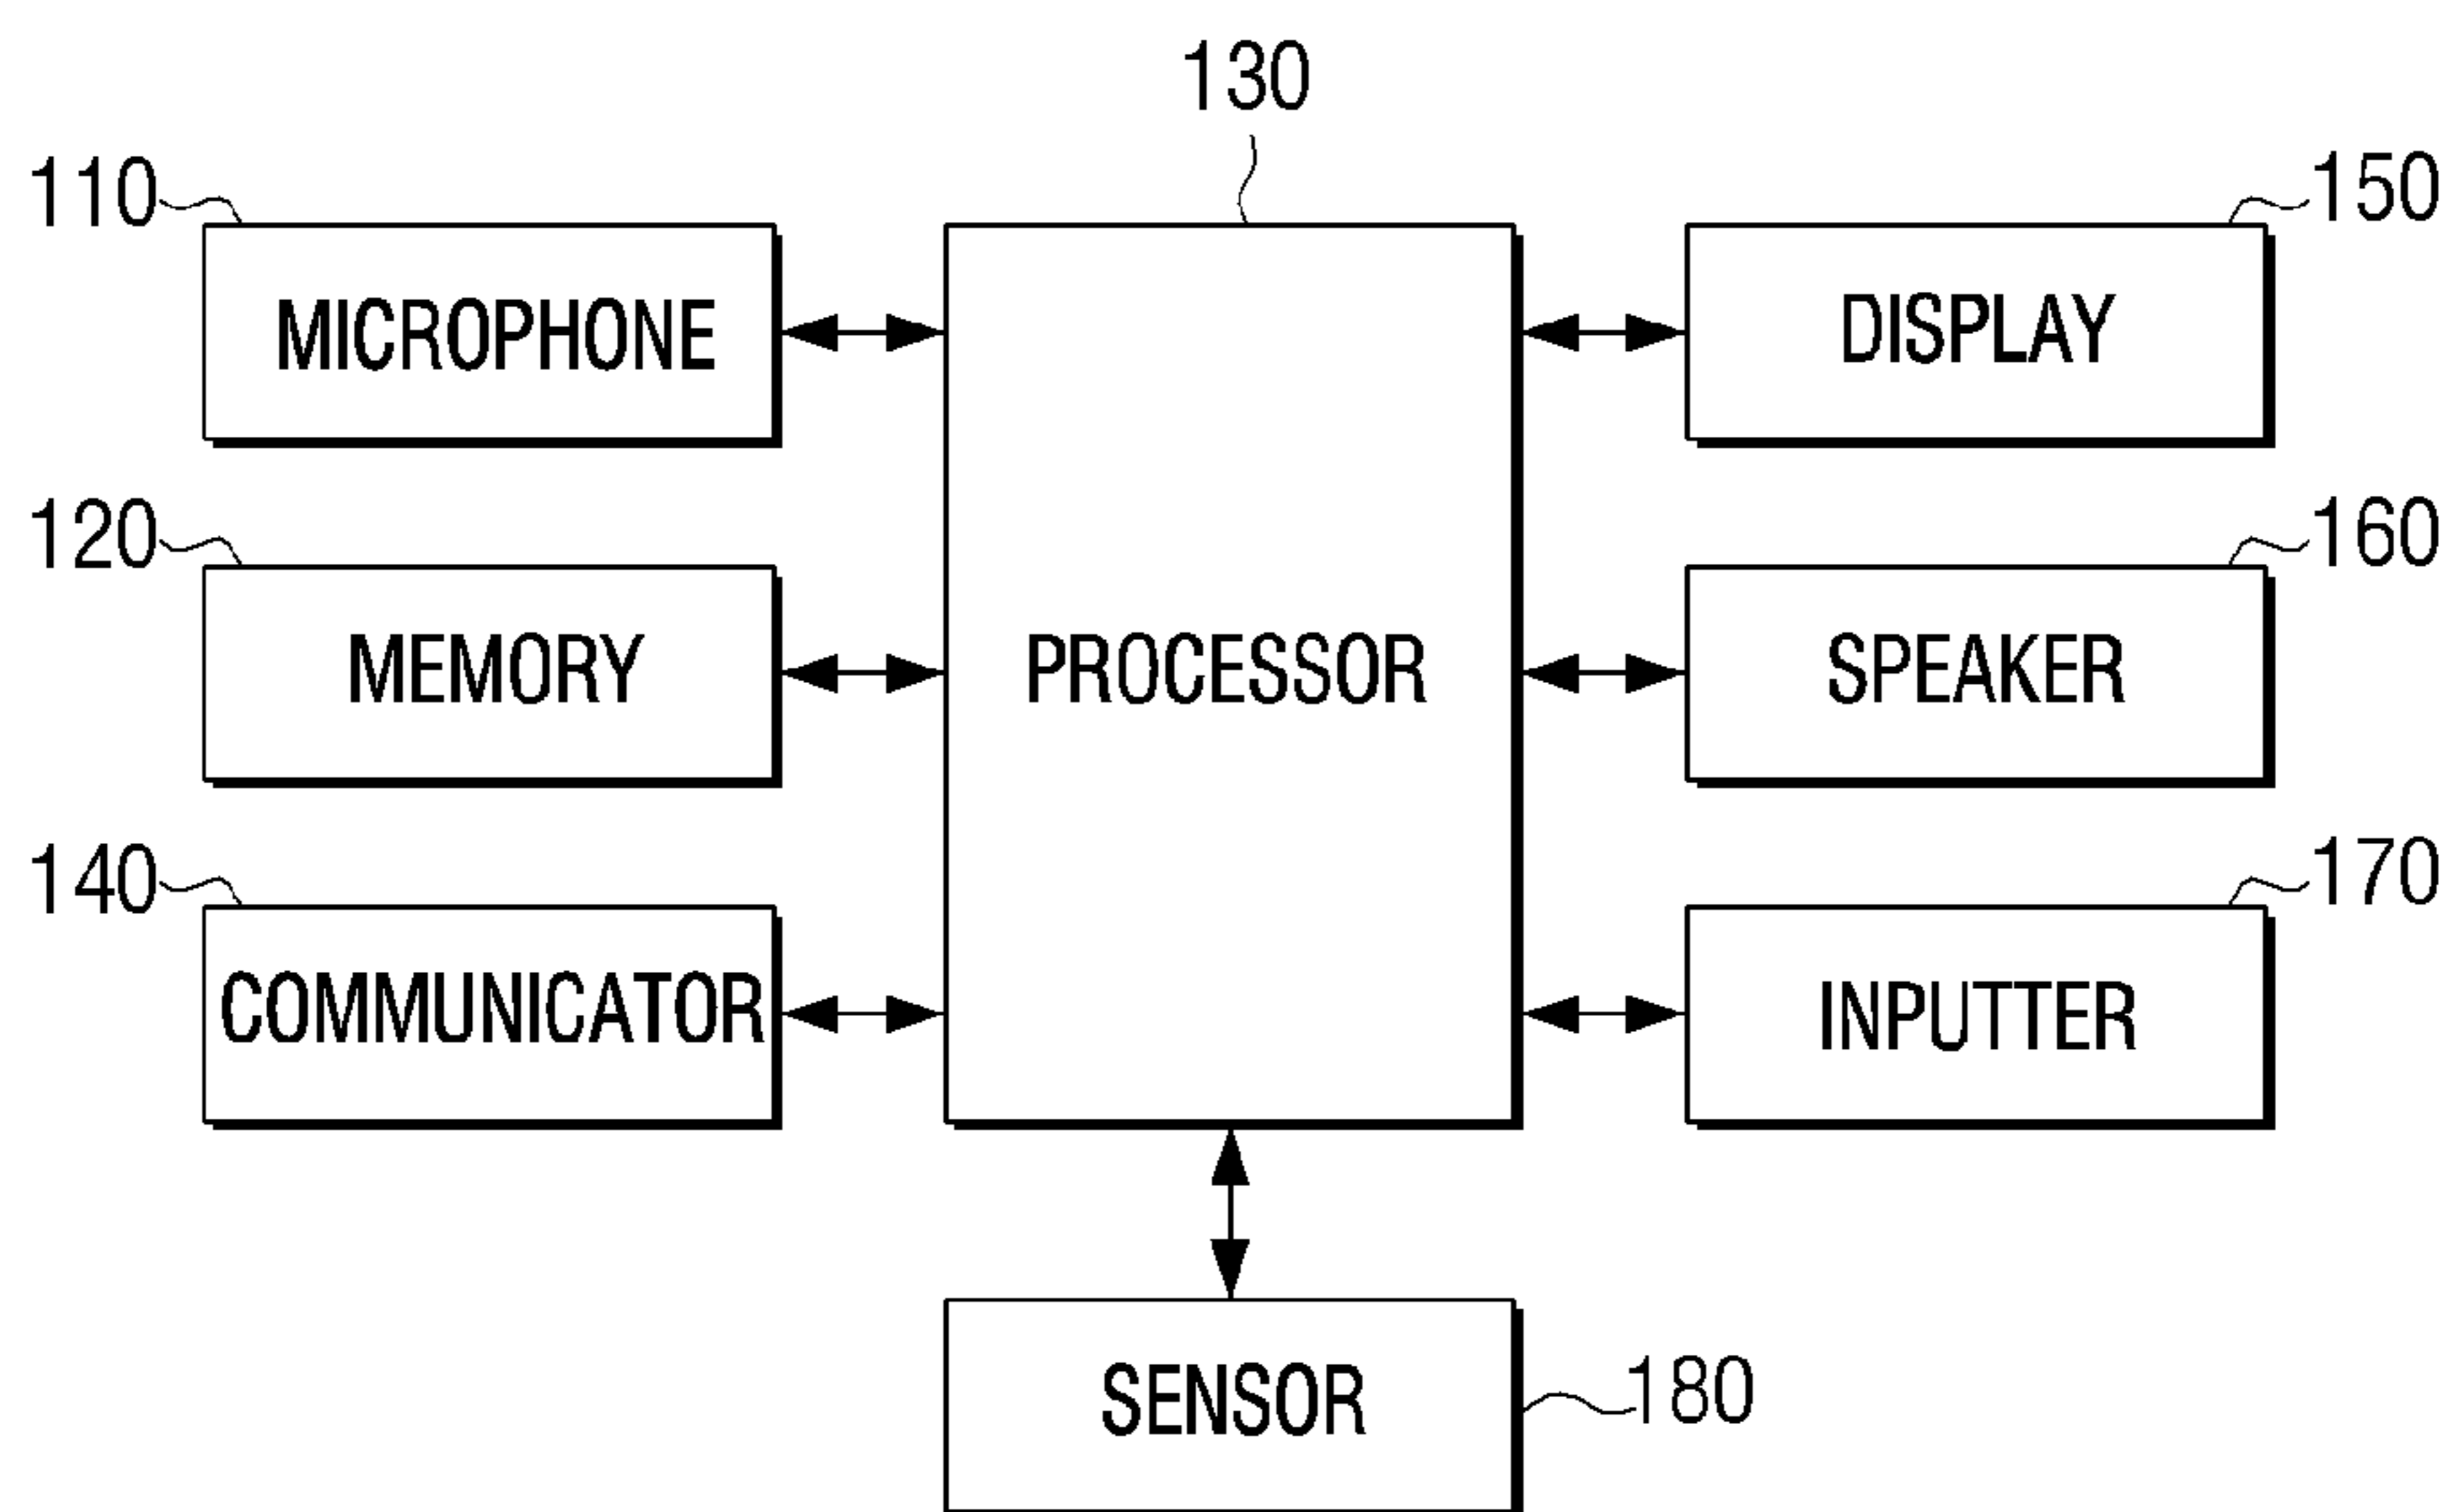 130
110
150
MICROPHONE
DISPLAY
120
160
MEMORY
PROCESSOR
SPEAKER
140
170
COMMUNICATOR
INPUTTER
SENSOR
180